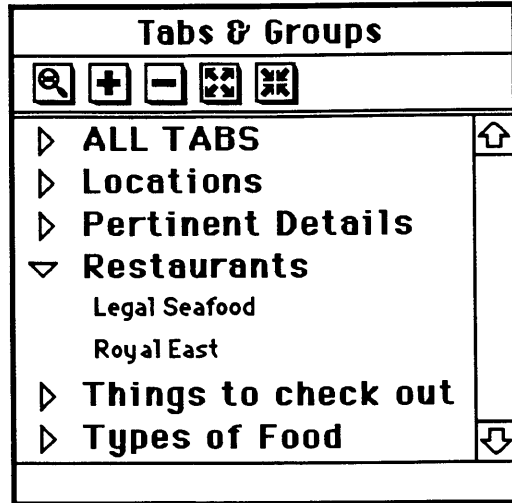 Tabs & Groups
ALL TABS
Locations
Pertinent Details
Restaurants
Legal Seafood
Royal East
Things to check out
Types of Food